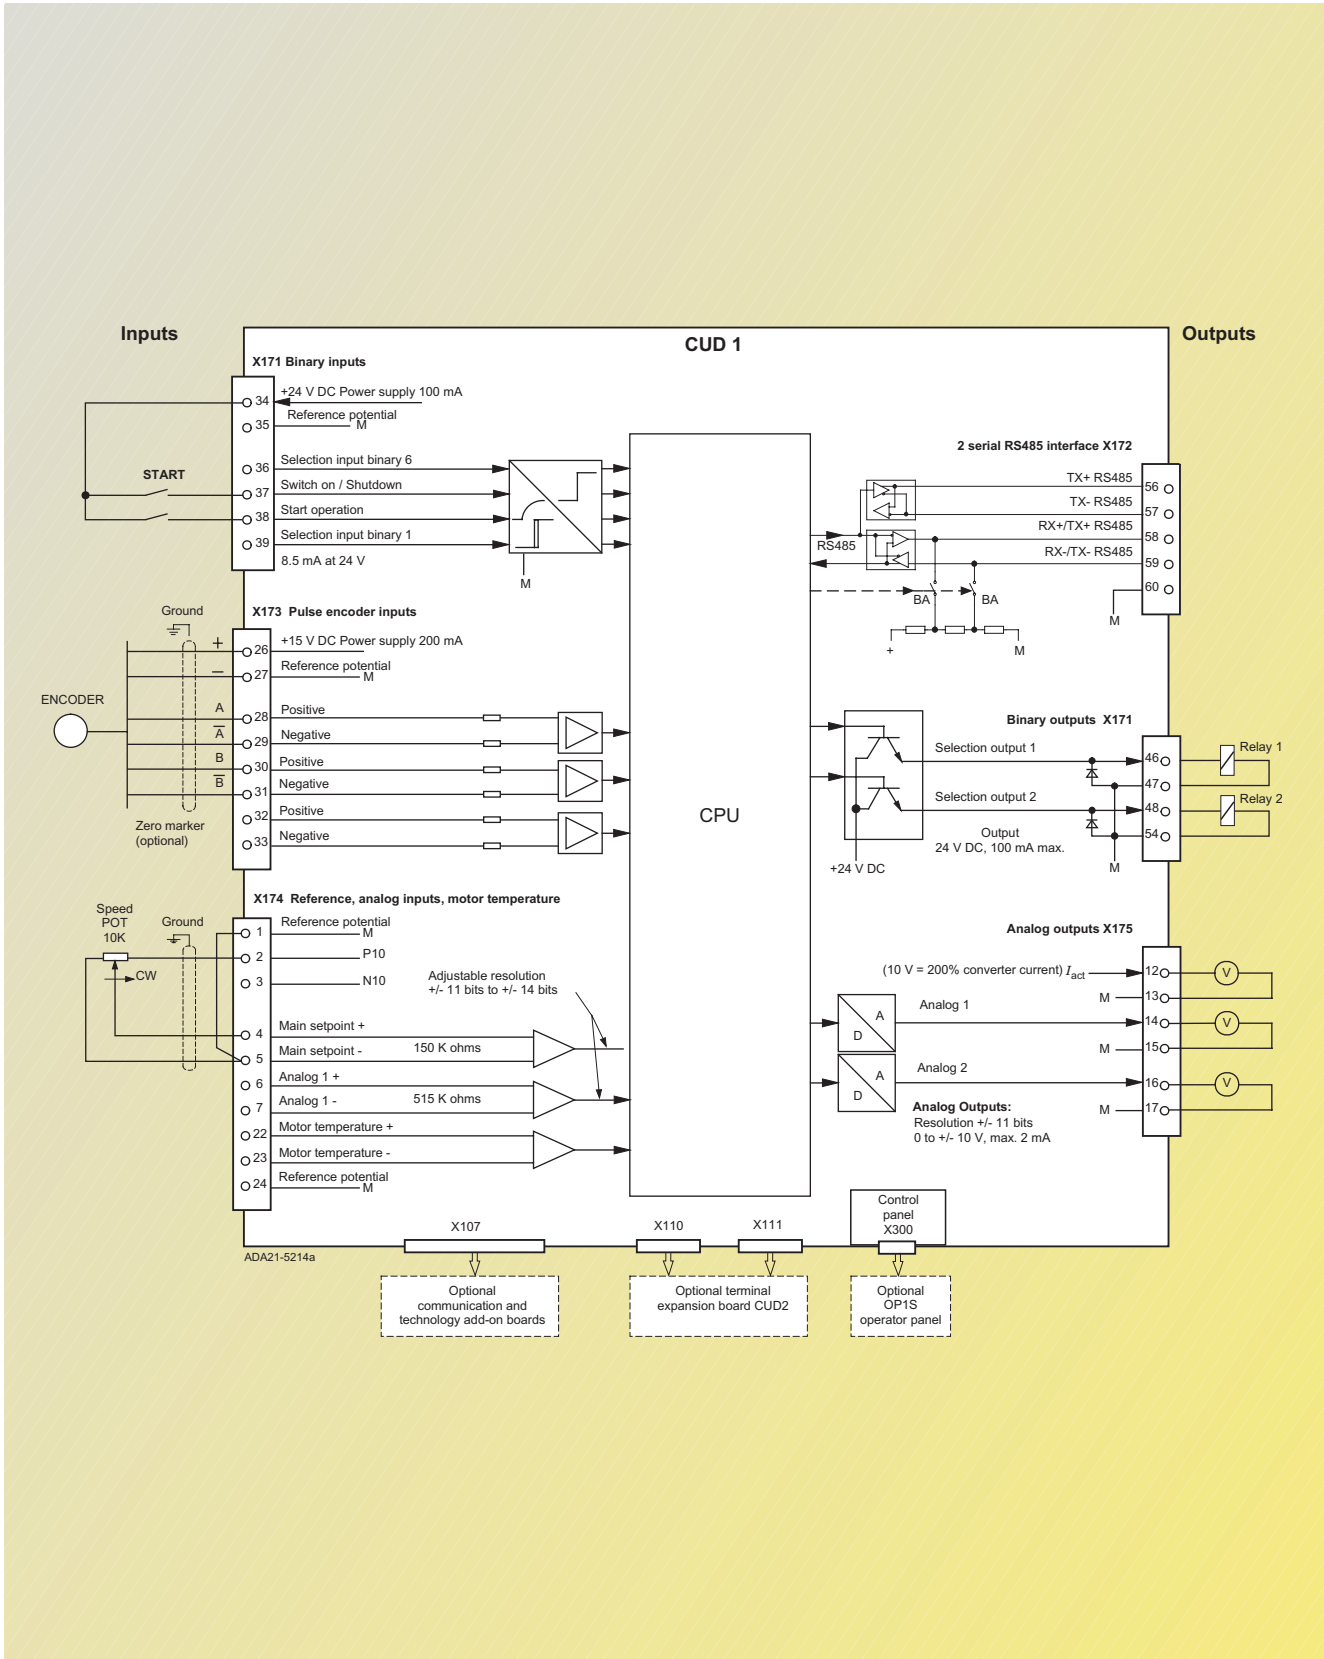 Inputs
CUD 1
Outputs
X171 Binary inputs
34
+24 V DC Power supply 100 mA
35
Reference potential
M
START
36
Selection input binary 6
37
Switch on / Shutdown
38
Start operation
39
Selection input binary 1
8.5 mA at 24 V
M
X173 Pulse encoder inputs
Ground
ENCODER
+
26
+15 V DC Power supply 200 mA
–
27
Reference potential
M
A
28
Positive
A̅
29
Negative
B
30
Positive
B̅
31
Negative
32
Positive
33
Negative
Zero marker
(optional)
X174 Reference, analog inputs, motor temperature
Speed
POT
10K
Ground
CW
1
Reference potential
M
2
P10
3
N10
Adjustable resolution
+/- 11 bits to +/- 14 bits
4
Main setpoint +
5
Main setpoint -
150 K ohms
6
Analog 1 +
7
Analog 1 -
515 K ohms
22
Motor temperature +
23
Motor temperature -
24
Reference potential
M
CPU
2 serial RS485 interface X172
TX+ RS485
56
TX- RS485
57
RX+/TX+ RS485
58
RX-/TX- RS485
59
60
M
RS485
BA
BA
+
M
Binary outputs X171
Selection output 1
46
47
Relay 1
Selection output 2
48
54
Relay 2
Output
24 V DC, 100 mA max.
+24 V DC
M
Analog outputs X175
(10 V = 200% converter current) Iact
12
V
M
13
A
D
Analog 1
14
V
M
15
A
D
Analog 2
16
V
M
17
Analog Outputs:
Resolution +/- 11 bits
0 to +/- 10 V, max. 2 mA
X107
X110
X111
Control
panel
X300
ADA21-5214a
Optional
communication and
technology add-on boards
Optional terminal
expansion board CUD2
Optional
OP1S
operator panel